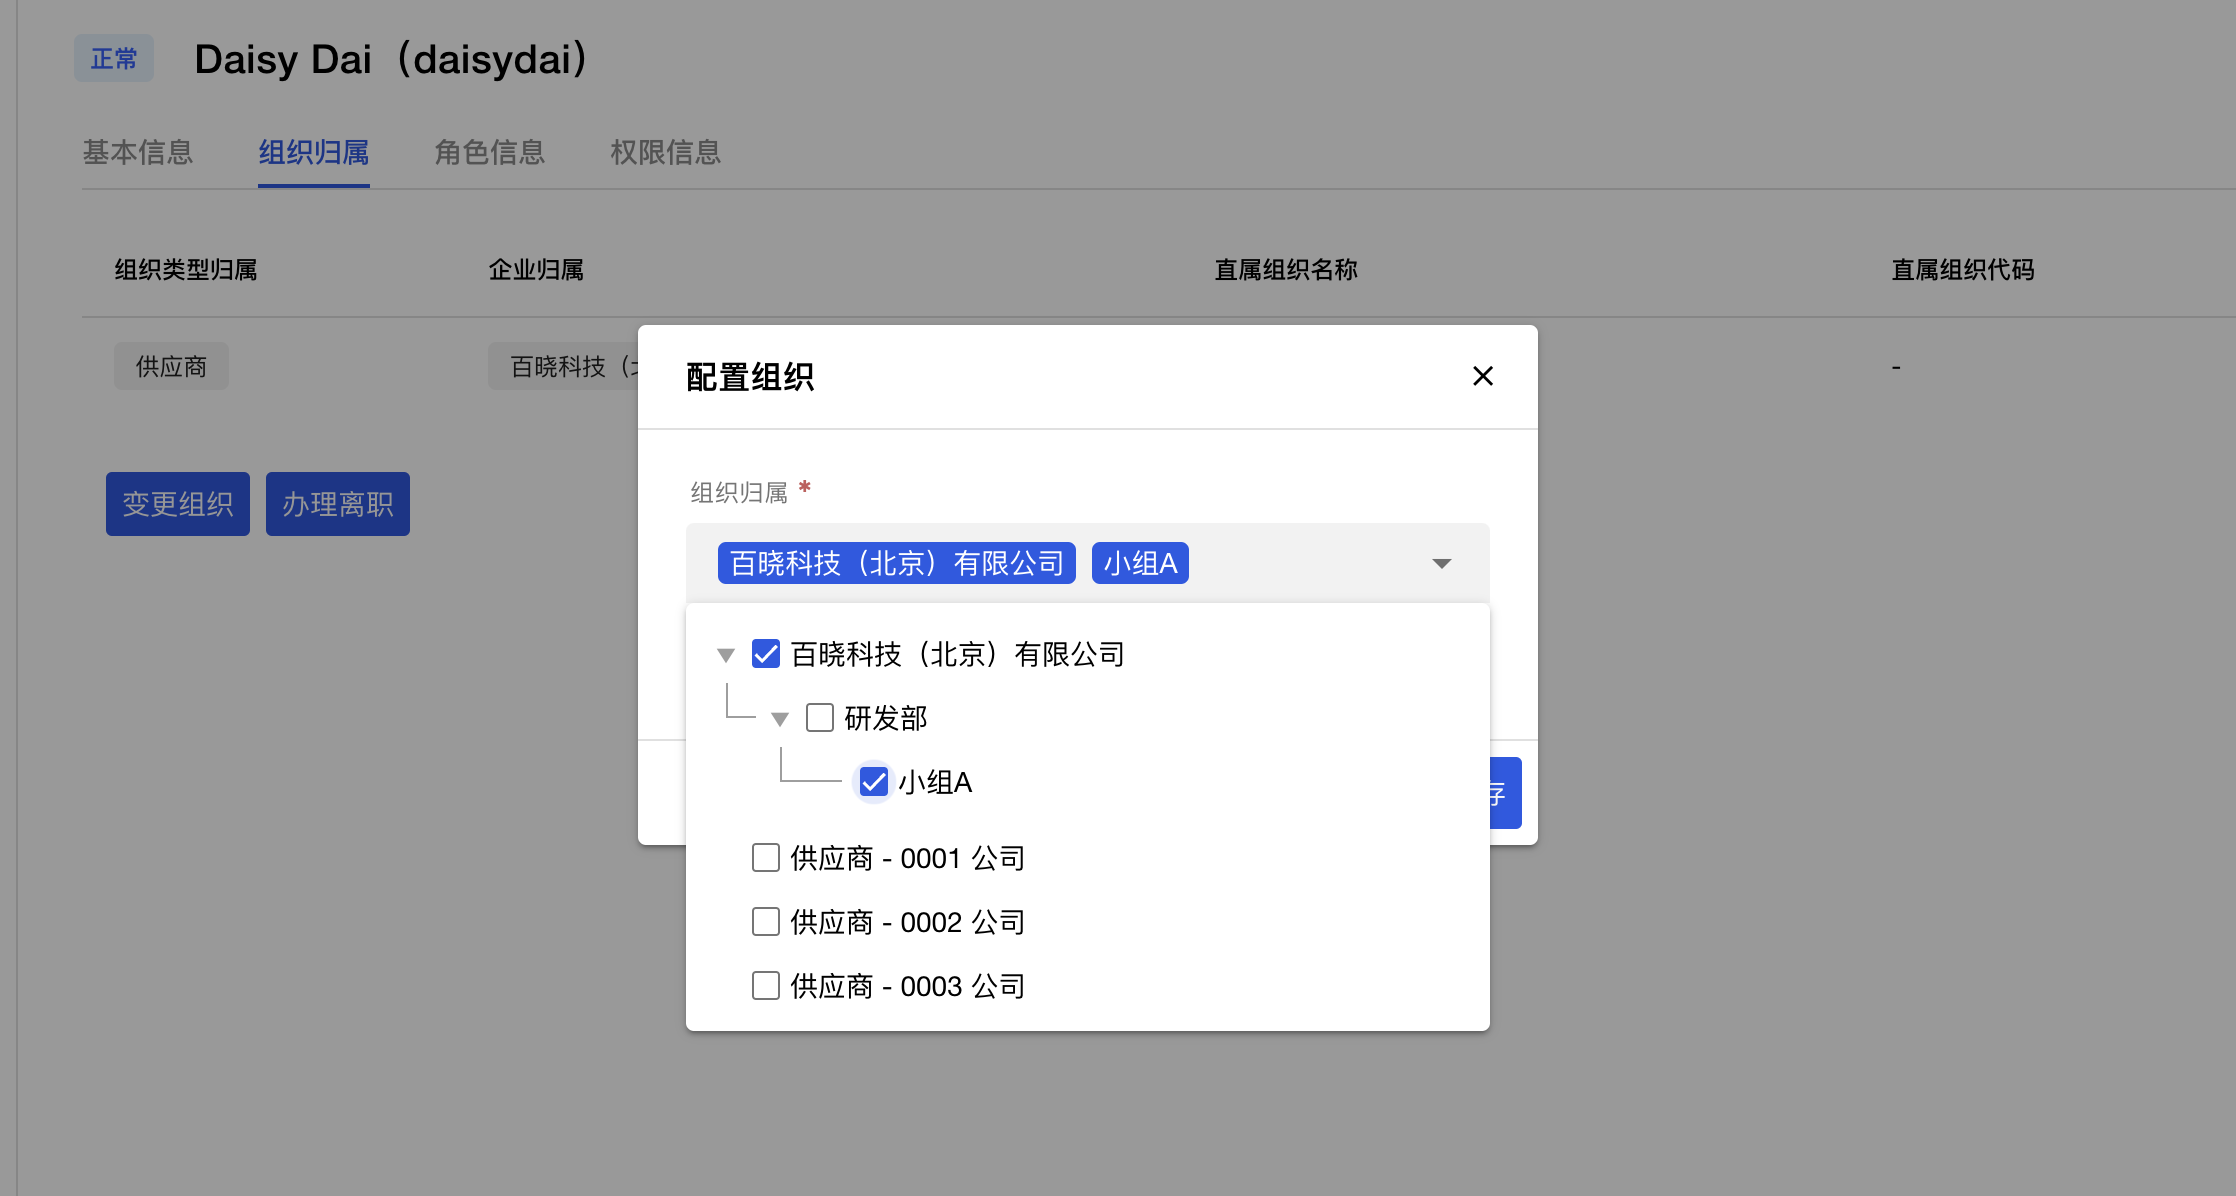 正常
Daisy Dai（daisydai）
基本信息 组织归属 角色信息 权限信息
组织类型归属 企业归属 直属组织名称 直属组织代码
供应商 百晓科技（ -
变更组织 办理离职
配置组织
组织归属 *
百晓科技（北京）有限公司 小组A
百晓科技（北京）有限公司
研发部
小组A
存
供应商 - 0001 公司
供应商 - 0002 公司
供应商 - 0003 公司